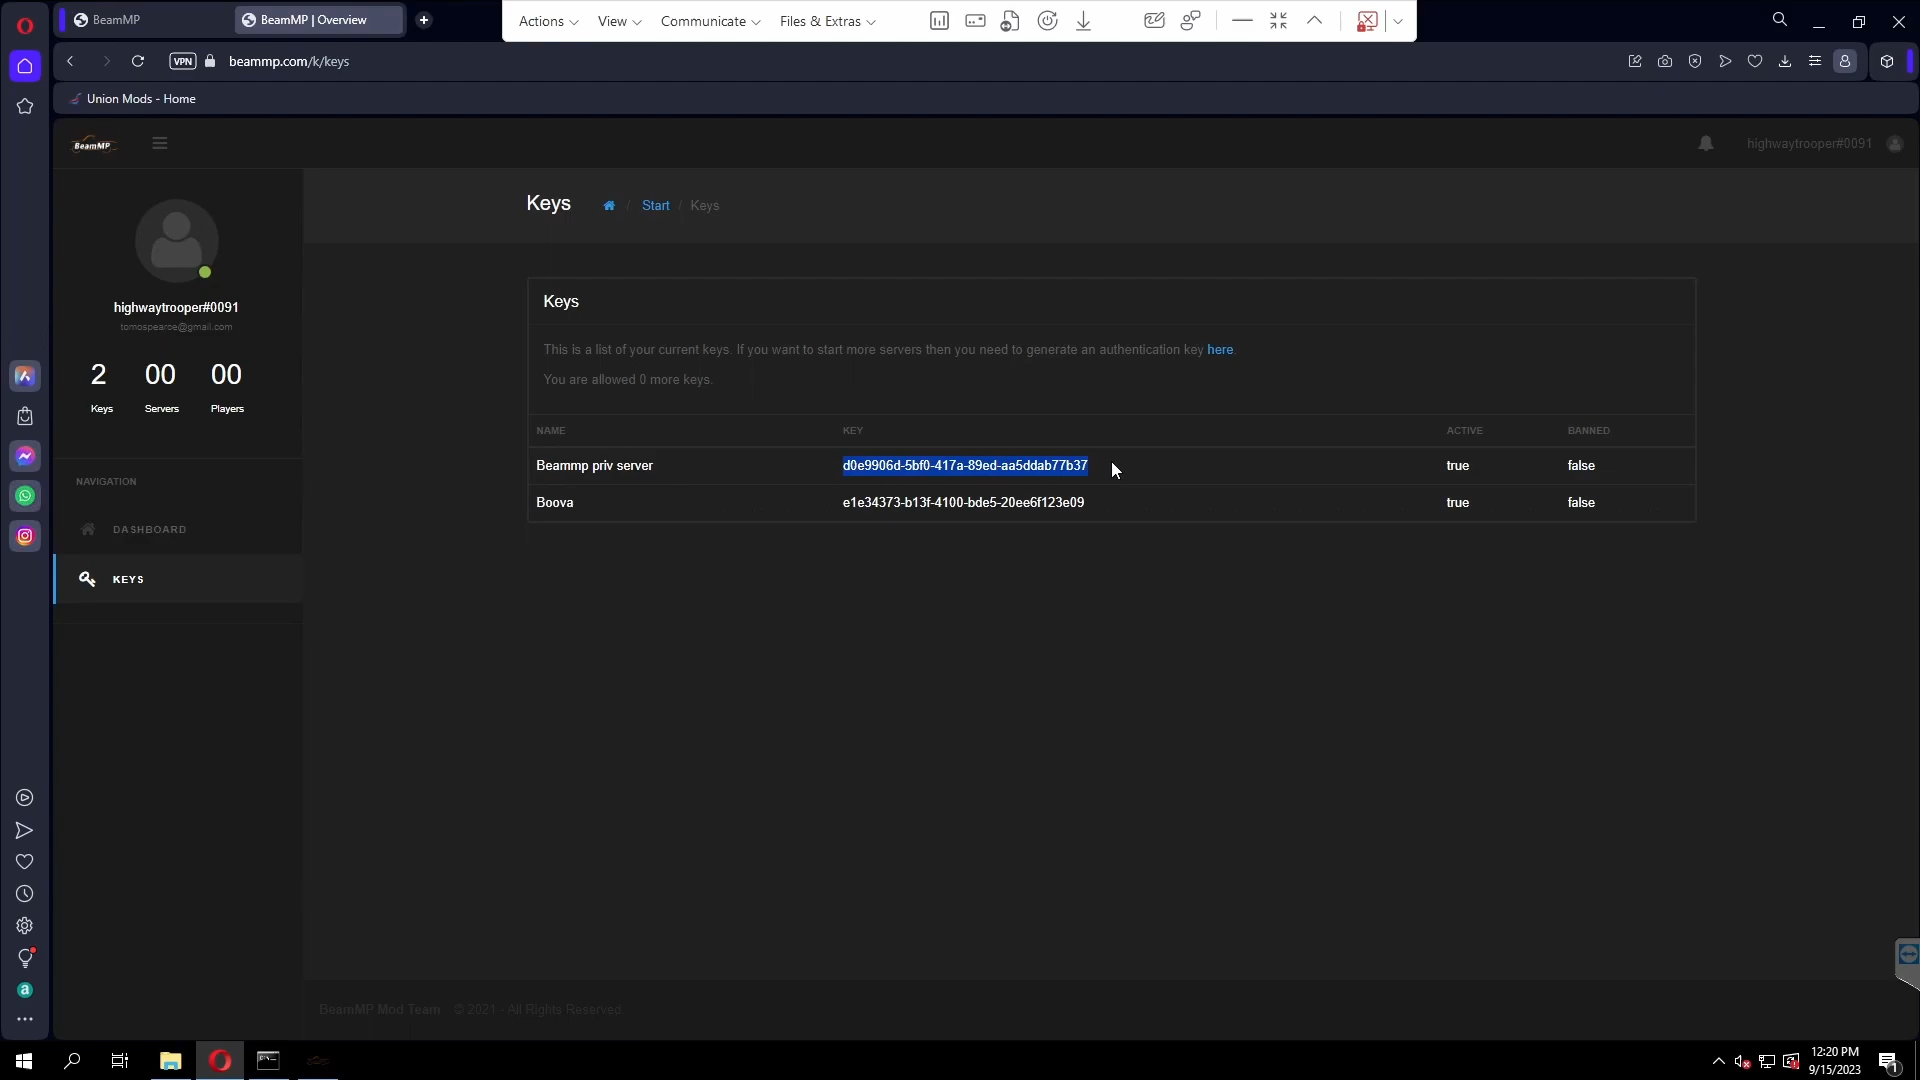 BeamMP
BeamMP | Overview
Actions
View
Communicate
Files & Extras
VPN
beammp.com/k/keys
Union Mods - Home
BeamMP
highwaytrooper#0091
Keys
/ Start / Keys
highwaytrooper#0091
tomospearce@gmail.com
2
00
00
Keys
Servers
Players
NAVIGATION
DASHBOARD
KEYS
Keys
This is a list of your current keys. If you want to start more servers then you need to generate an authentication key here.
You are allowed 0 more keys.
NAME KEY ACTIVE BANNED
Beammp priv server d0e9906d-5bf0-417a-89ed-aa5ddab77b37 true false
Boova e1e34373-b13f-4100-bde5-20ee6f123e09 true false
BeamMP Mod Team © 2021 - All Rights Reserved.
12:20 PM
9/15/2023
1